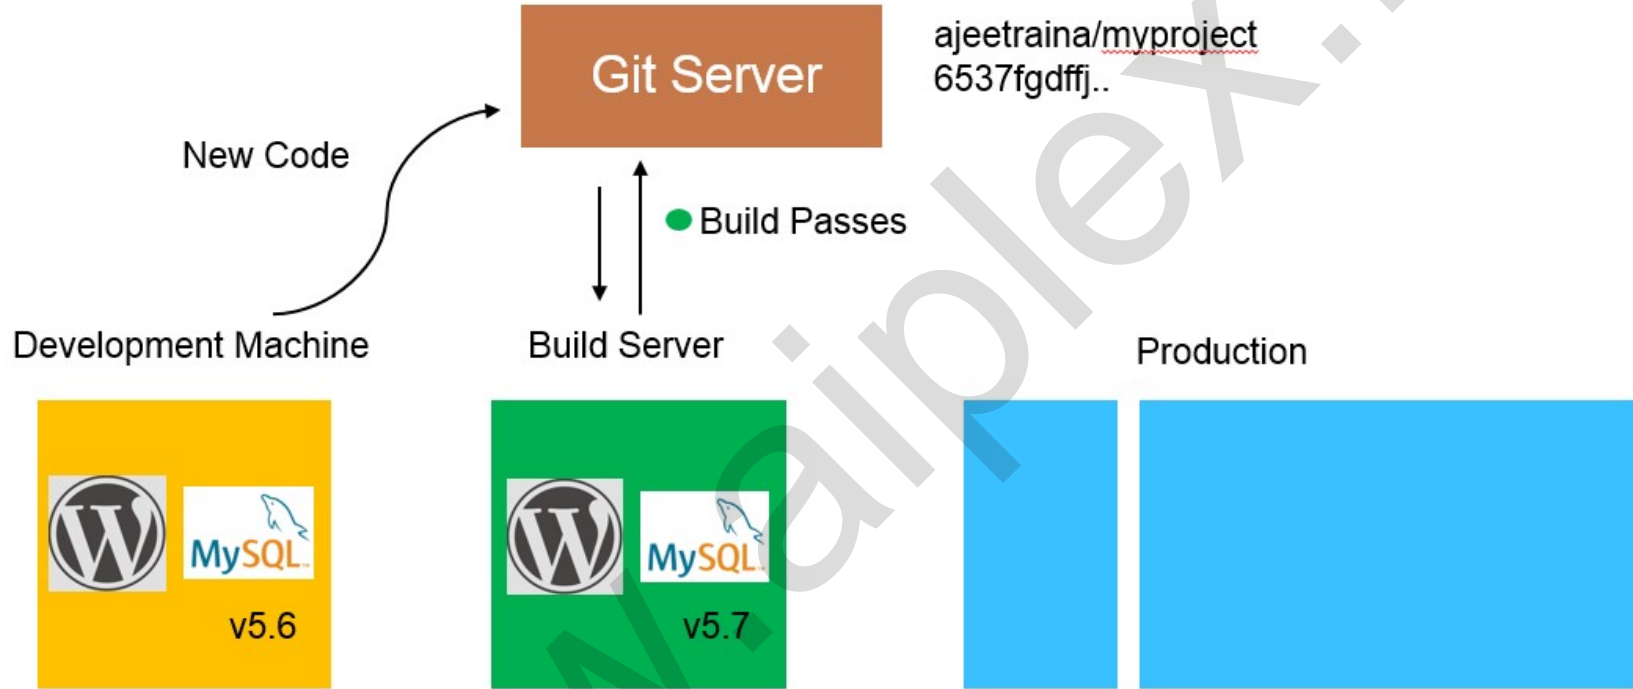 Git Server
ajeetraina/myproject
6537fgdffj..
New Code
Build Passes
Development Machine
Build Server
Production
W
MySQL
v5.6
W
MySQL
v5.7
w.aiplex.